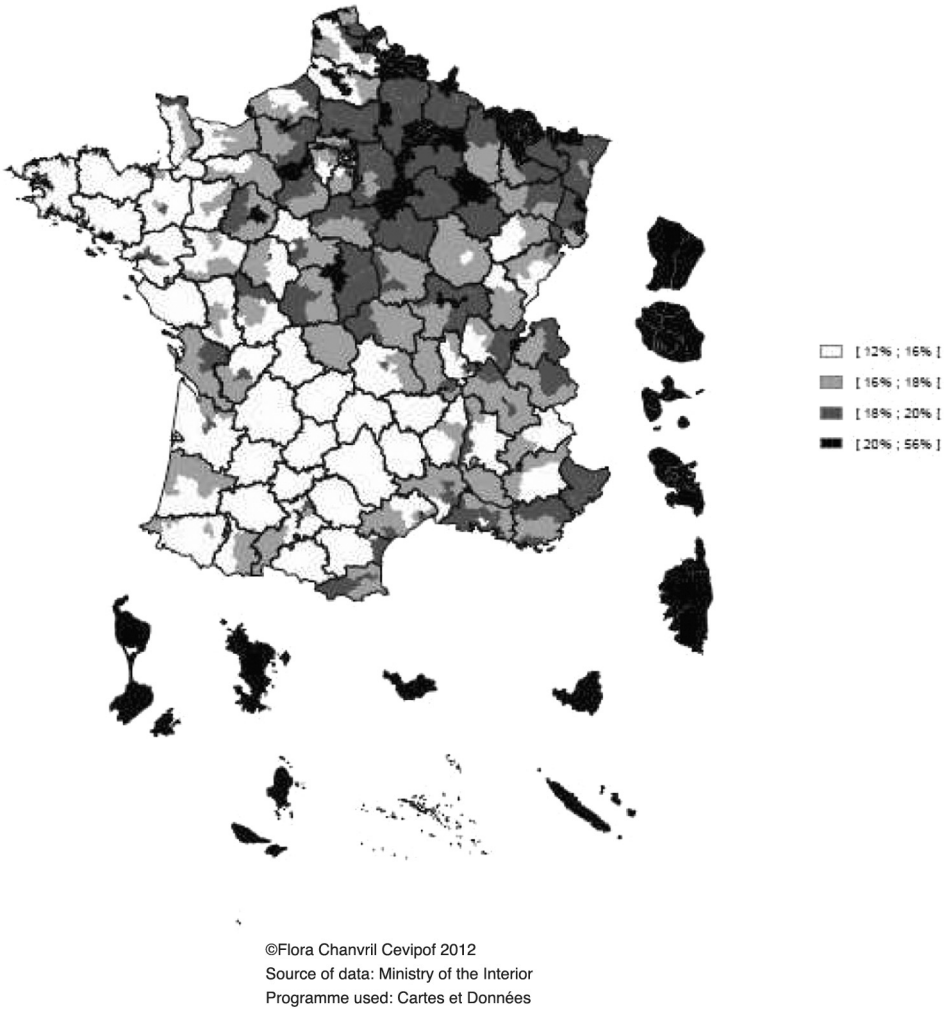 [ 12% ; 16% [
[ 16% ; 18% [
[ 18% ; 20% [
[ 20% ; 56% [
©Flora Chanvril Cevipof 2012
Source of data: Ministry of the Interior
Programme used: Cartes et Données